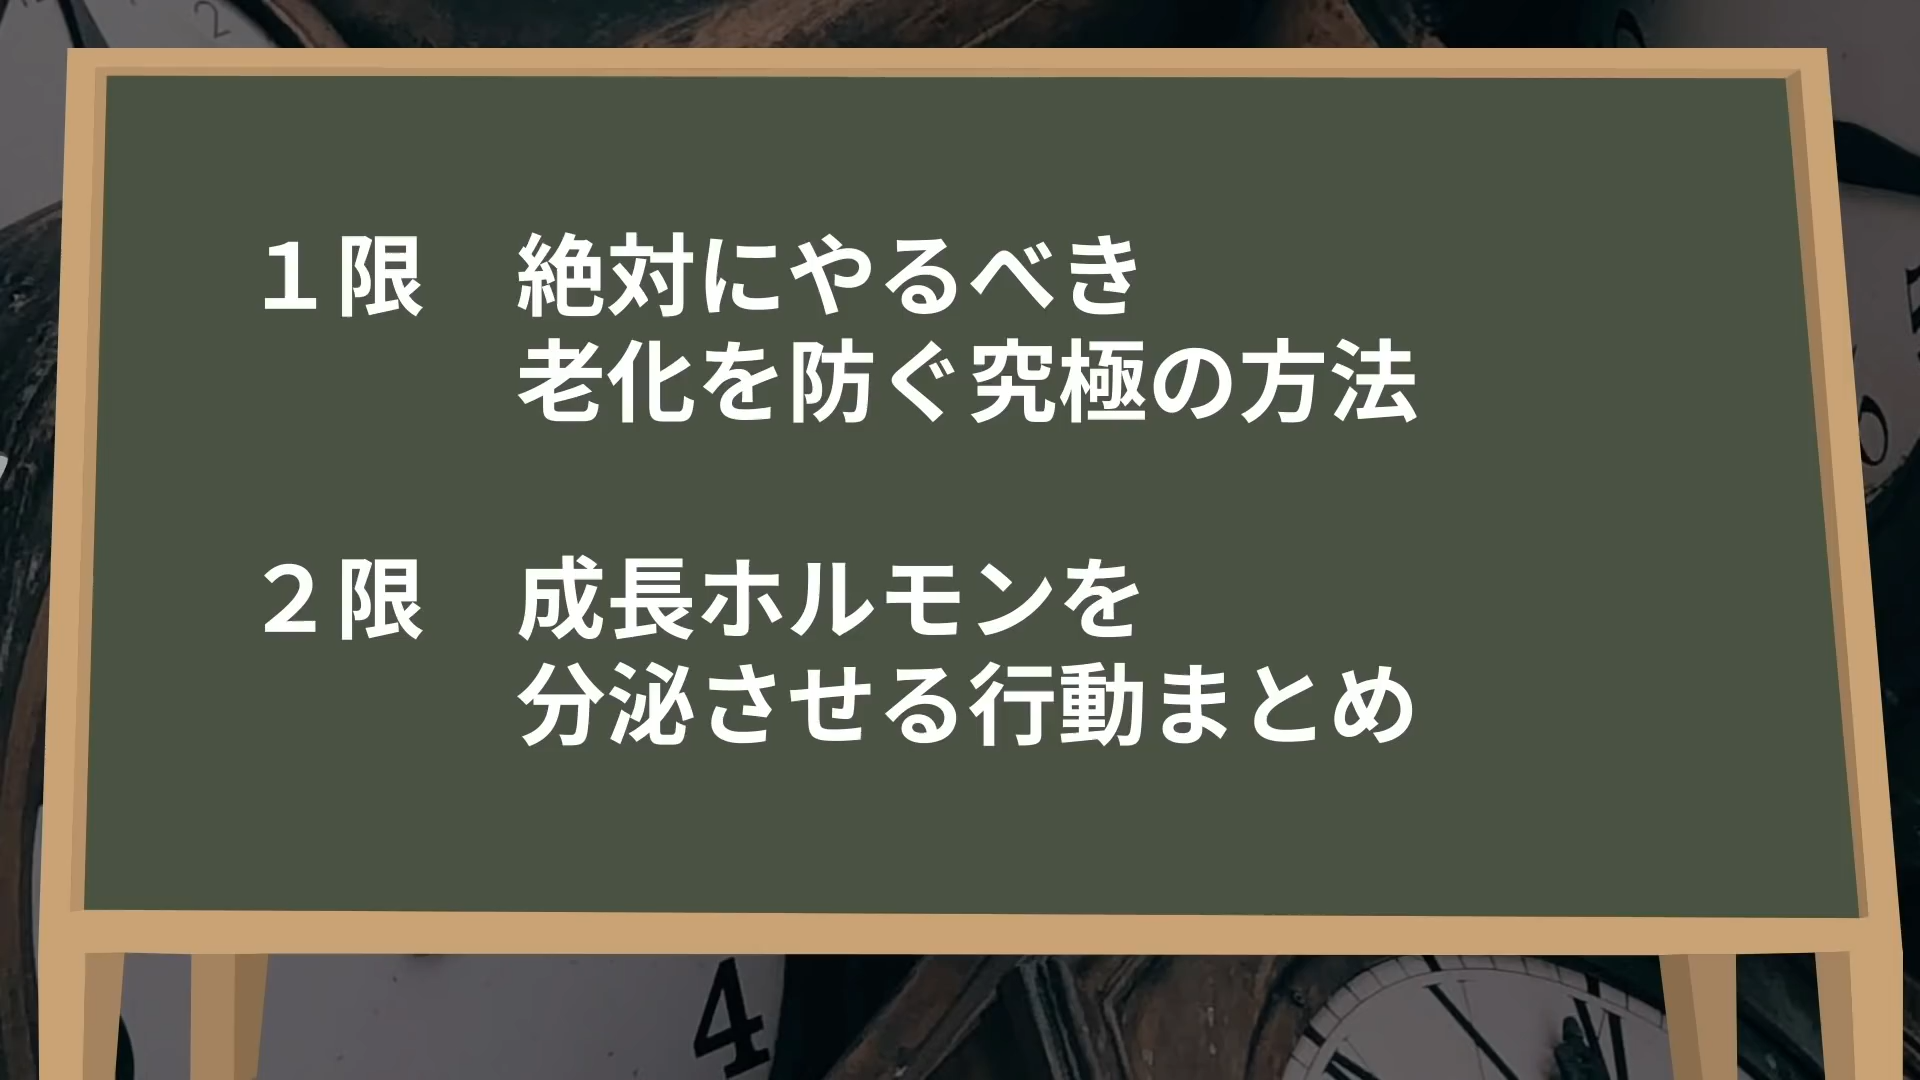 １限　絶対にやるべき
老化を防ぐ究極の方法
２限　成長ホルモンを
分泌させる行動まとめ
2
4